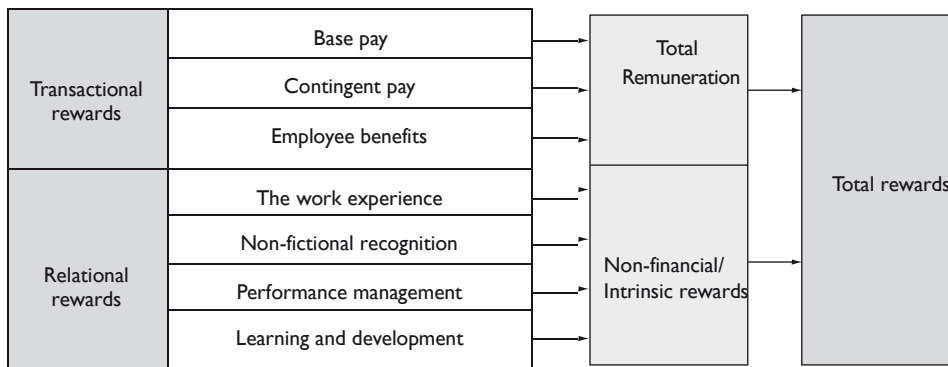 Transactional
rewards
Base pay
Contingent pay
Employee benefits
Total
Remuneration
Relational
rewards
The work experience
Non-fictional recognition
Performance management
Learning and development
Non-financial/
Intrinsic rewards
Total rewards